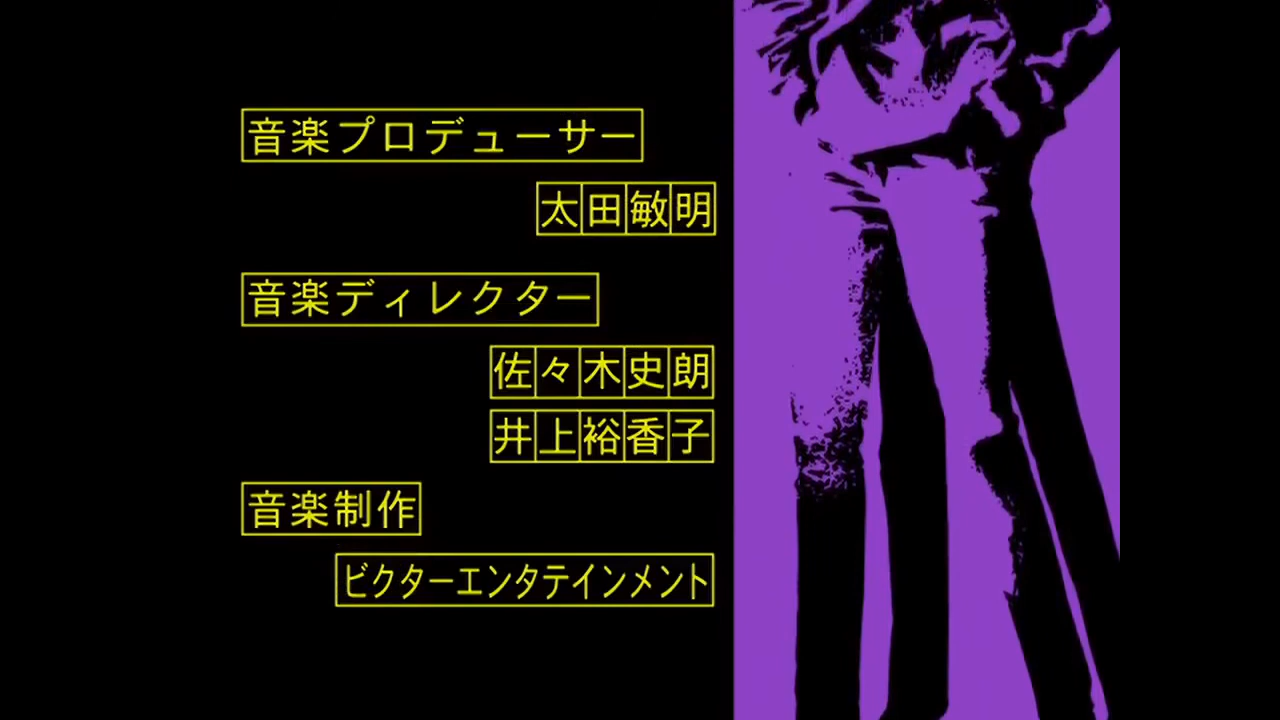 音楽プロデューサー
太田敏明
音楽ディレクター
佐々木史朗
井上裕香子
音楽制作
ビクターエンタテインメント